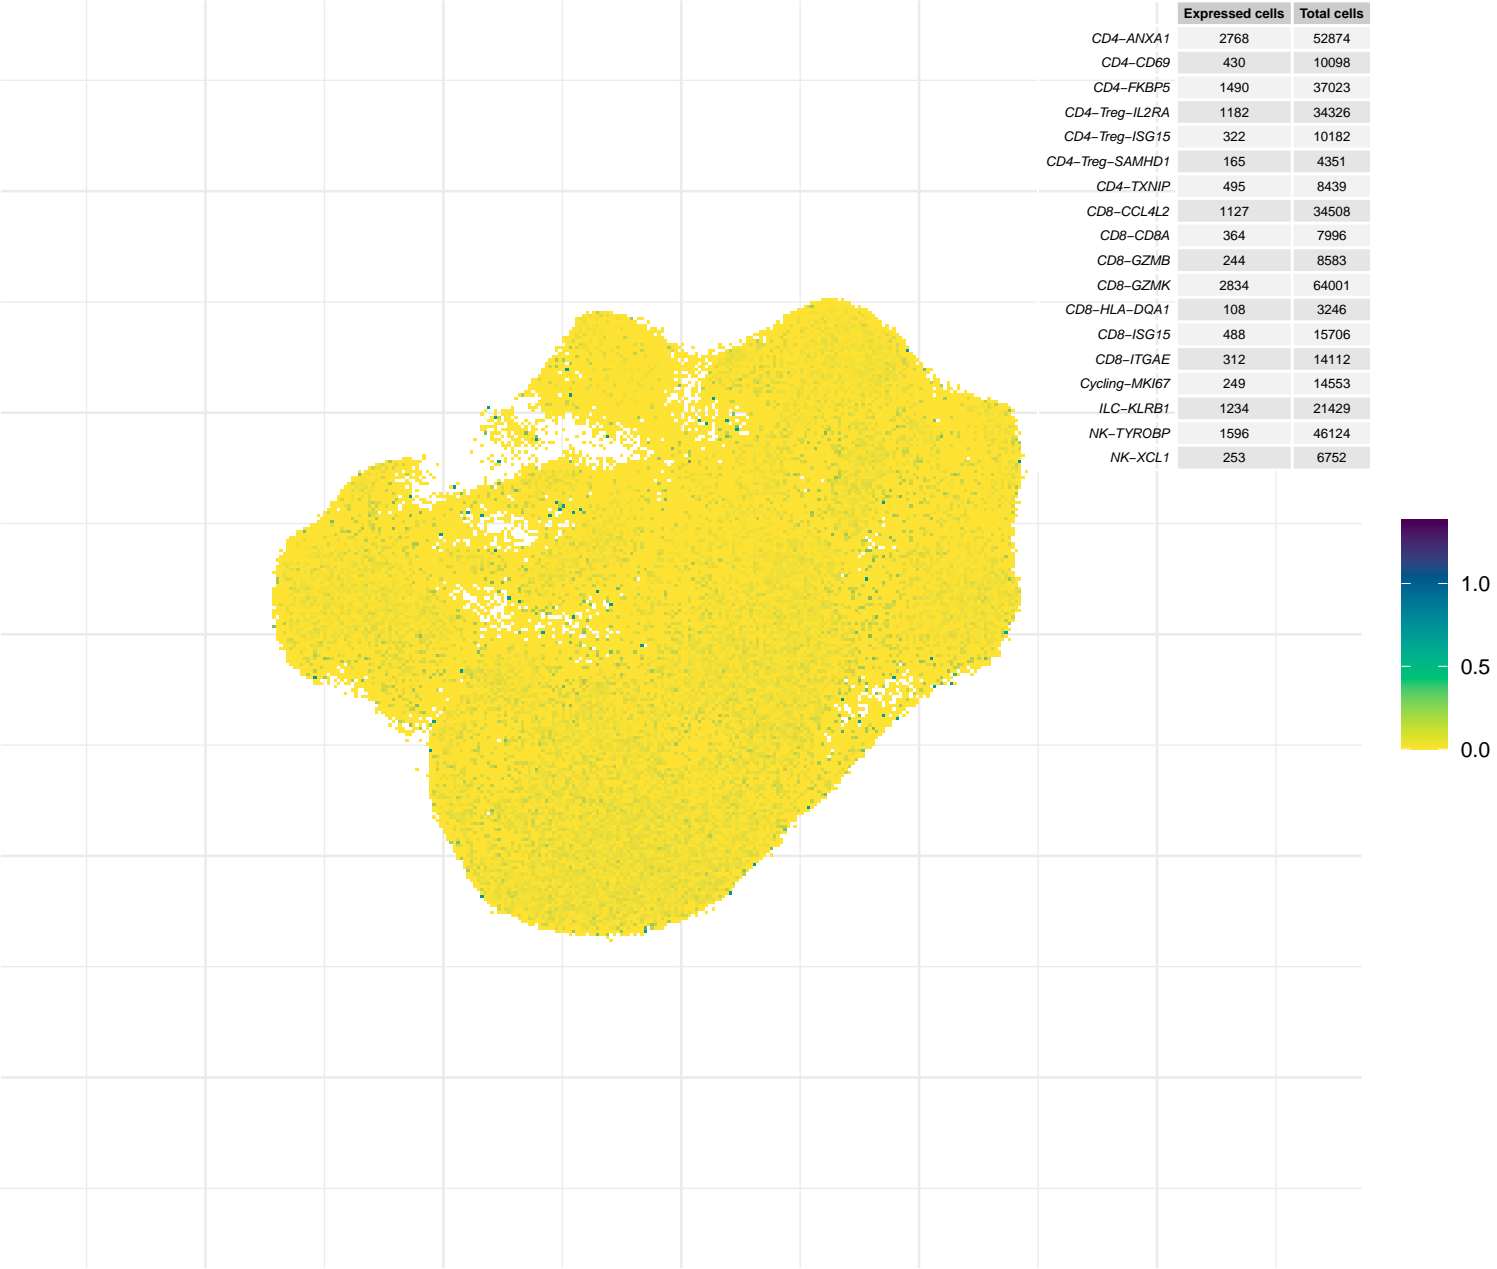 Expressed cells Total cells
CD4−ANXA1 2768 52874
CD4−CD69 430 10098
CD4−FKBP5 1490 37023
CD4−Treg−IL2RA 1182 34326
CD4−Treg−ISG15 322 10182
CD4−Treg−SAMHD1 165 4351
CD4−TXNIP 495 8439
CD8−CCL4L2 1127 34508
CD8−CD8A 364 7996
CD8−GZMB 244 8583
CD8−GZMK 2834 64001
CD8−HLA−DQA1 108 3246
CD8−ISG15 488 15706
CD8−ITGAE 312 14112
Cycling−MKI67 249 14553
ILC−KLRB1 1234 21429
NK−TYROBP 1596 46124
NK−XCL1 253 6752
1.0
0.5
0.0